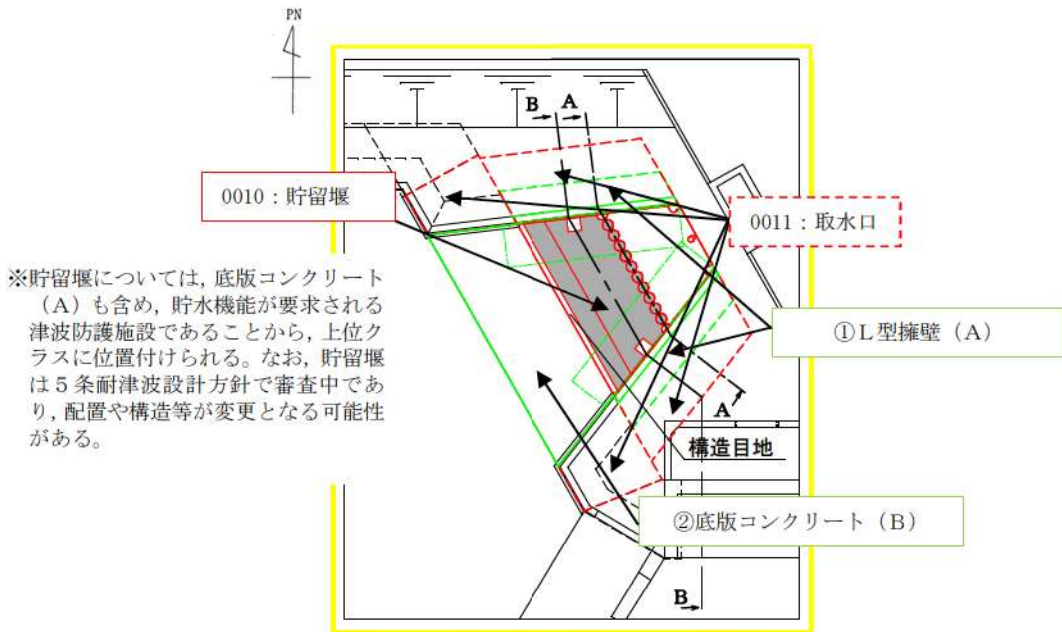 PN
B A
0010：貯留堰
0011：取水口
※貯留堰については, 底版コンクリート
（A）も含め, 貯水機能が要求される
津波防護施設であることから, 上位ク
ラスに位置付けられる。なお, 貯留堰
は５条耐津波設計方針で審査中であ
り, 配置や構造等が変更となる可能性
がある。
①Ｌ型擁壁（A）
A
構造目地
②底版コンクリート（B）
B